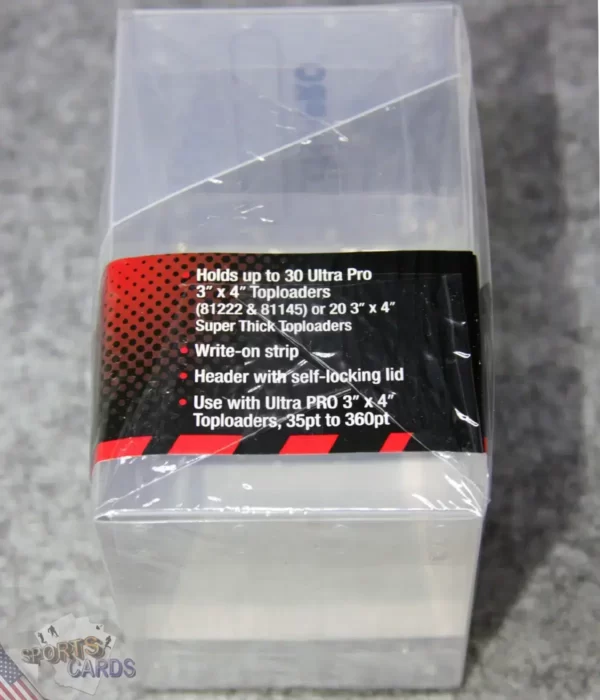 Holds up to 30 Ultra Pro
3" x 4" Toploaders
(81222 & 81145) or 20 3" x 4"
Super Thick Toploaders
• Write-on strip
• Header with self-locking lid
• Use with Ultra PRO 3" x 4"
Toploaders, 35pt to 360pt
SPORTS
CARDS